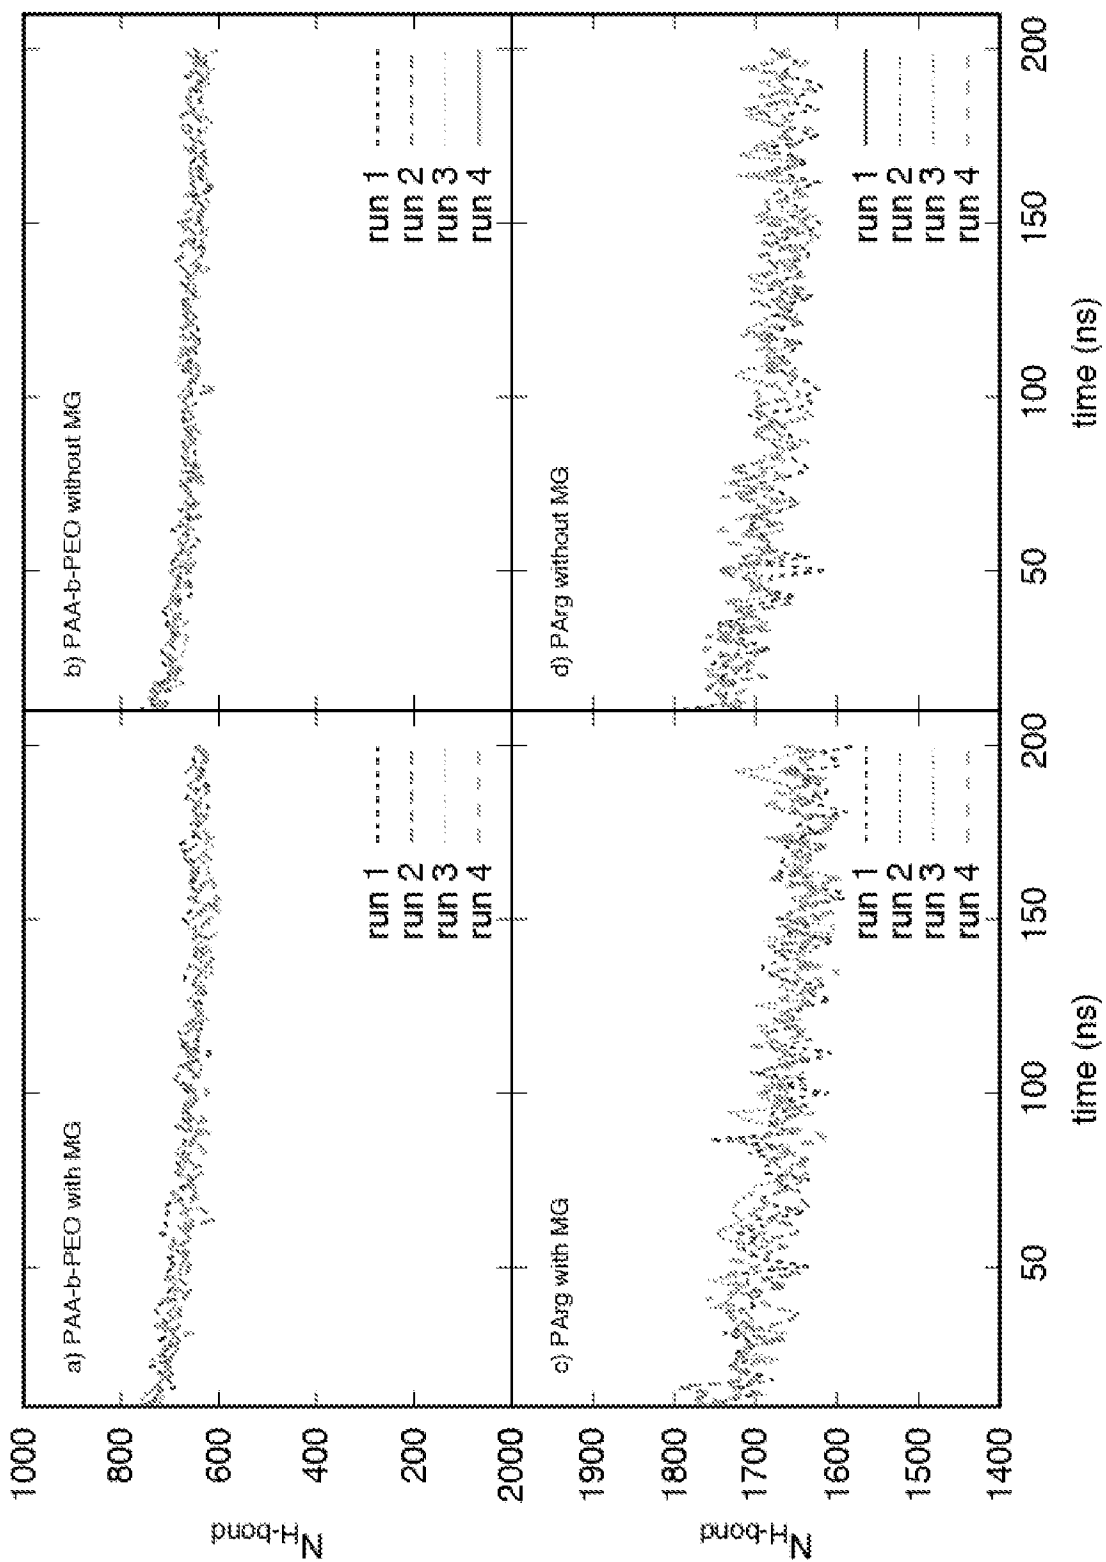 1000
800
600
400
200
N H-bond
a) PAA-b-PEO with MG
run 1
run 2
run 3
run 4
b) PAA-b-PEO without MG
run 1
run 2
run 3
run 4
2000
1900
1800
1700
1600
1500
1400
N H-bond
c) PArg with MG
run 1
run 2
run 3
run 4
50
100
150
200
time (ns)
d) PArg without MG
run 1
run 2
run 3
run 4
50
100
150
200
time (ns)